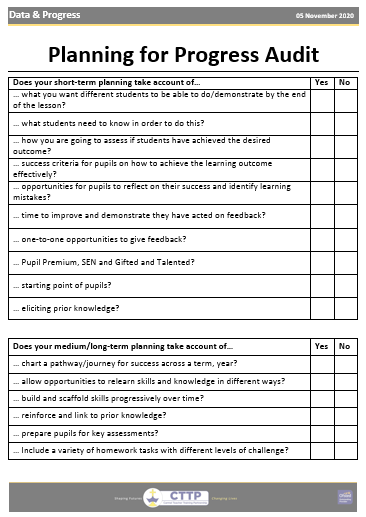 Data & Progress
05 November 2020
Planning for Progress Audit
Does your short-term planning take account of... Yes No
... what you want different students to be able to do/demonstrate by the end
of the lesson?
... what students need to know in order to do this?
... how you are going to assess if students have achieved the desired
outcome?
... success criteria for pupils on how to achieve the learning outcome
effectively?
... opportunities for pupils to reflect on their success and identify learning
mistakes?
... time to improve and demonstrate they have acted on feedback?
... one-to-one opportunities to give feedback?
... Pupil Premium, SEN and Gifted and Talented?
... starting point of pupils?
... eliciting prior knowledge?
Does your medium/long-term planning take account of... Yes No
... chart a pathway/journey for success across a term, year?
... allow opportunities to relearn skills and knowledge in different ways?
... build and scaffold skills progressively over time?
... reinforce and link to prior knowledge?
... prepare pupils for key assessments?
... Include a variety of homework tasks with different levels of challenge?
CTTP